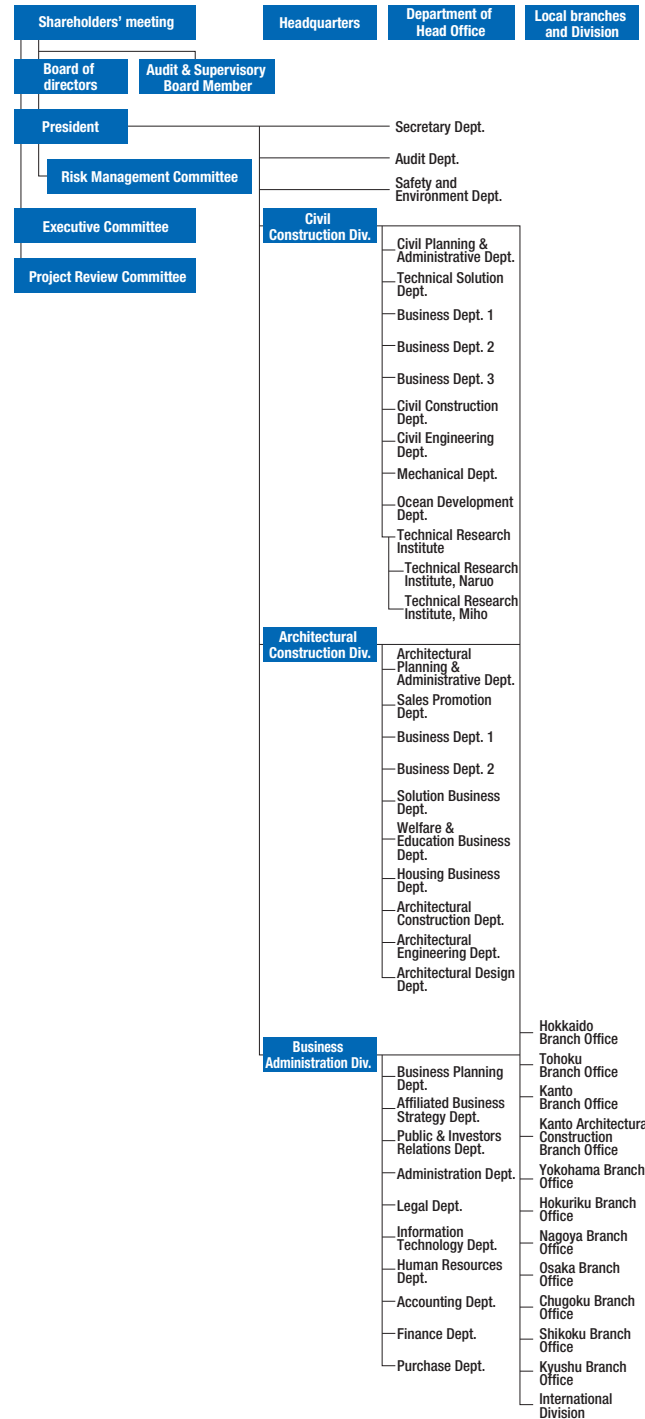 Shareholders' meeting
Headquarters
Department of
Head Office
Local branches
and Division
Board of
directors
Audit & Supervisory
Board Member
President
Risk Management Committee
Executive Committee
Project Review Committee
Secretary Dept.
Audit Dept.
Safety and
Environment Dept.
Civil
Construction Div.
Civil Planning &
Administrative Dept.
Technical Solution
Dept.
Business Dept. 1
Business Dept. 2
Business Dept. 3
Civil Construction
Dept.
Civil Engineering
Dept.
Mechanical Dept.
Ocean Development
Dept.
Technical Research
Institute
Technical Research
Institute, Naruo
Technical Research
Institute, Miho
Architectural
Construction Div.
Architectural
Planning &
Administrative Dept.
Sales Promotion
Dept.
Business Dept. 1
Business Dept. 2
Solution Business
Dept.
Welfare &
Education Business
Dept.
Housing Business
Dept.
Architectural
Construction Dept.
Architectural
Engineering Dept.
Architectural Design
Dept.
Business
Administration Div.
Business Planning
Dept.
Affiliated Business
Strategy Dept.
Public & Investors
Relations Dept.
Administration Dept.
Legal Dept.
Information
Technology Dept.
Human Resources
Dept.
Accounting Dept.
Finance Dept.
Purchase Dept.
Hokkaido
Branch Office
Tohoku
Branch Office
Kanto
Branch Office
Kanto Architectural
Construction
Branch Office
Yokohama Branch
Office
Hokuriku Branch
Office
Nagoya Branch
Office
Osaka Branch
Office
Chugoku Branch
Office
Shikoku Branch
Office
Kyushu Branch
Office
International
Division